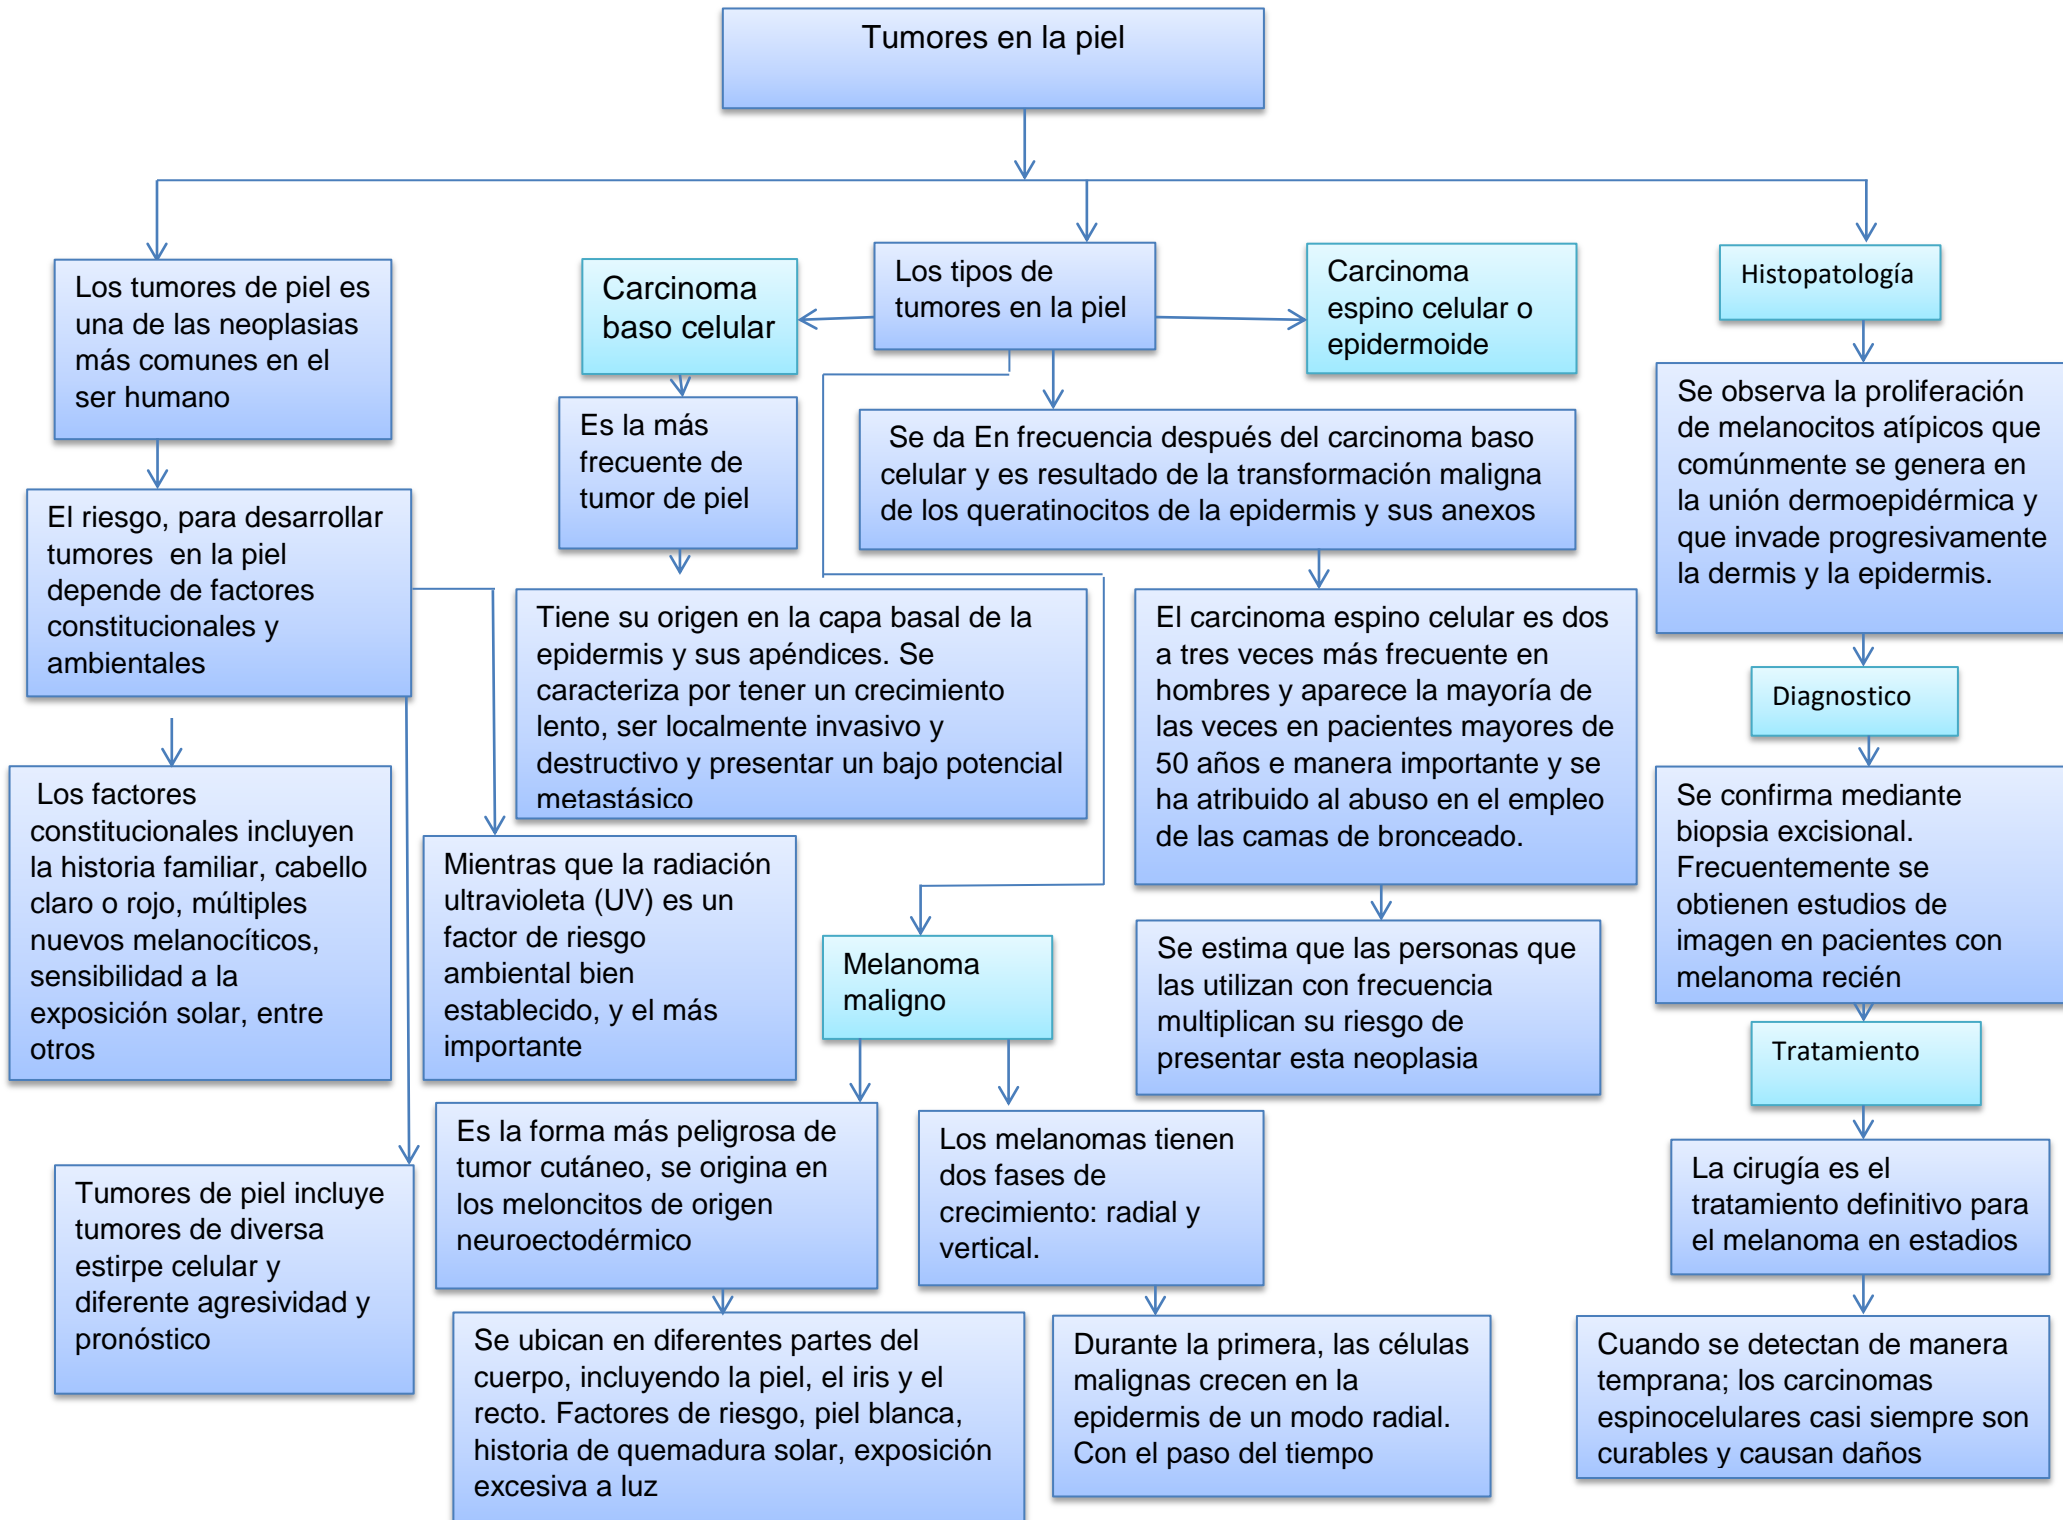 Tumores en la piel
Los tumores de piel es
una de las neoplasias
más comunes en el
ser humano
El riesgo, para desarrollar
tumores  en la piel
depende de factores
constitucionales y
ambientales
Los factores
constitucionales incluyen
la historia familiar, cabello
claro o rojo, múltiples
nuevos melanocíticos,
sensibilidad a la
exposición solar, entre
otros
Mientras que la radiación
ultravioleta (UV) es un
factor de riesgo
ambiental bien
establecido, y el más
importante
Tumores de piel incluye
tumores de diversa
estirpe celular y
diferente agresividad y
pronóstico
Los tipos de
tumores en la piel
Carcinoma
baso celular
Es la más
frecuente de
tumor de piel
Tiene su origen en la capa basal de la
epidermis y sus apéndices. Se
caracteriza por tener un crecimiento
lento, ser localmente invasivo y
destructivo y presentar un bajo potencial
metastásico
Carcinoma
espino celular o
epidermoide
Se da En frecuencia después del carcinoma baso
celular y es resultado de la transformación maligna
de los queratinocitos de la epidermis y sus anexos
El carcinoma espino celular es dos
a tres veces más frecuente en
hombres y aparece la mayoría de
las veces en pacientes mayores de
50 años e manera importante y se
ha atribuido al abuso en el empleo
de las camas de bronceado.
Se estima que las personas que
las utilizan con frecuencia
multiplican su riesgo de
presentar esta neoplasia
Melanoma
maligno
Es la forma más peligrosa de
tumor cutáneo, se origina en
los meloncitos de origen
neuroectodérmico
Se ubican en diferentes partes del
cuerpo, incluyendo la piel, el iris y el
recto. Factores de riesgo, piel blanca,
historia de quemadura solar, exposición
excesiva a luz
Los melanomas tienen
dos fases de
crecimiento: radial y
vertical.
Durante la primera, las células
malignas crecen en la
epidermis de un modo radial.
Con el paso del tiempo
Histopatología
Se observa la proliferación
de melanocitos atípicos que
comúnmente se genera en
la unión dermoepidérmica y
que invade progresivamente
la dermis y la epidermis.
Diagnostico
Se confirma mediante
biopsia excisional.
Frecuentemente se
obtienen estudios de
imagen en pacientes con
melanoma recién
Tratamiento
La cirugía es el
tratamiento definitivo para
el melanoma en estadios
Cuando se detectan de manera
temprana; los carcinomas
espinocelulares casi siempre son
curables y causan daños